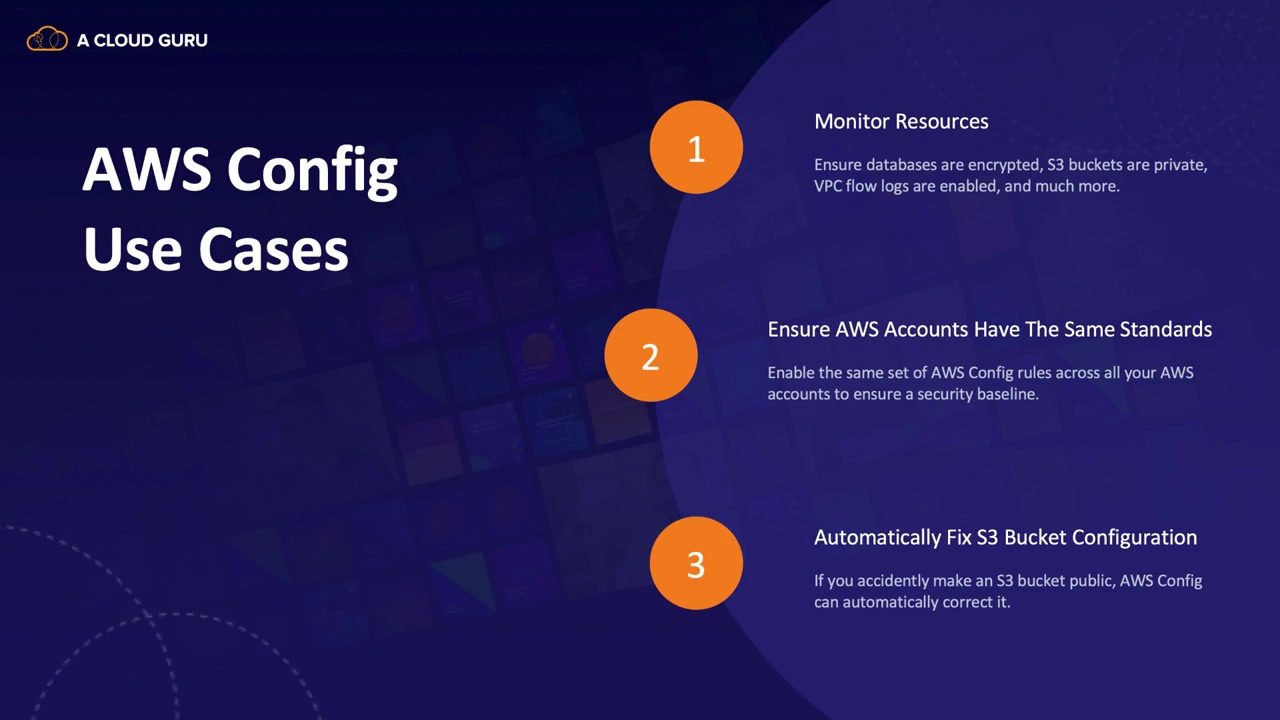 A CLOUD GURU
AWS Config
Use Cases
1
Monitor Resources
Ensure databases are encrypted, S3 buckets are private,
VPC flow logs are enabled, and much more.
2
Ensure AWS Accounts Have The Same Standards
Enable the same set of AWS Config rules across all your AWS
accounts to ensure a security baseline.
3
Automatically Fix S3 Bucket Configuration
If you accidently make an S3 bucket public, AWS Config
can automatically correct it.